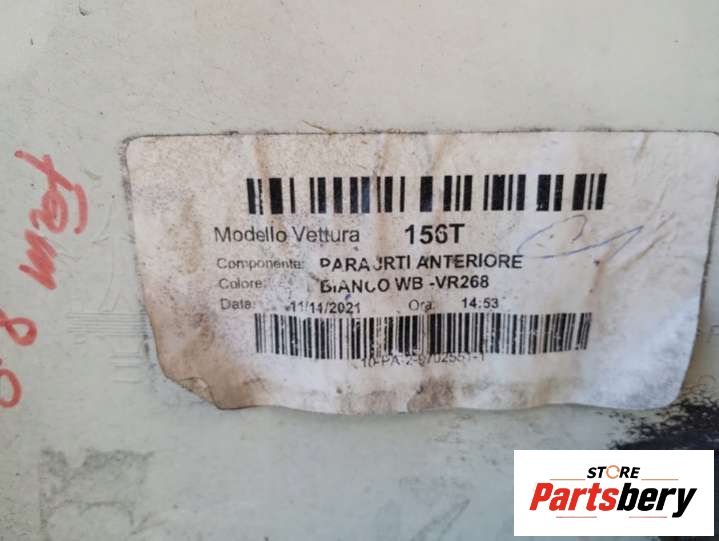 Modello Vettura 156T
Componente: PARAURTI ANTERIORE
Colore: BIANCO WB -VR268
Data: 11/14/2021 Ora: 14:53
STORE
Partsbery